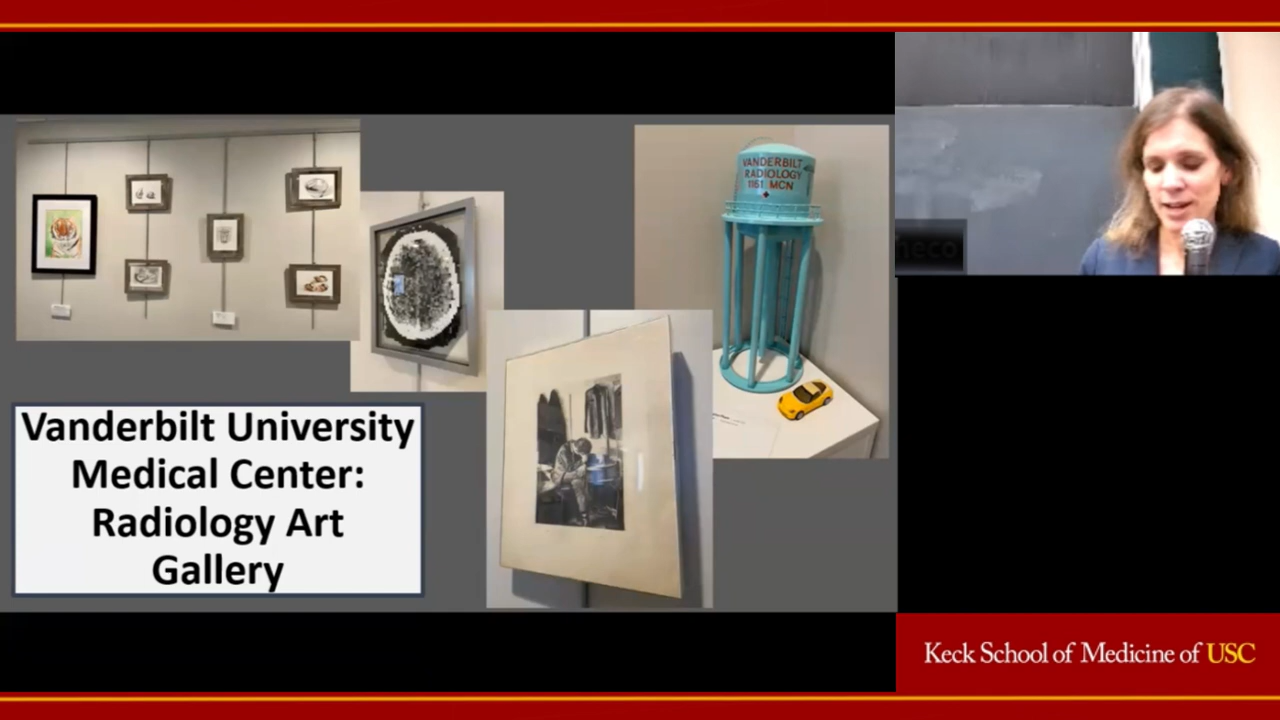 VANDERBILT
RADIOLOGY
1161 MCN
Vanderbilt University
Medical Center:
Radiology Art
Gallery
Keck School of Medicine of USC